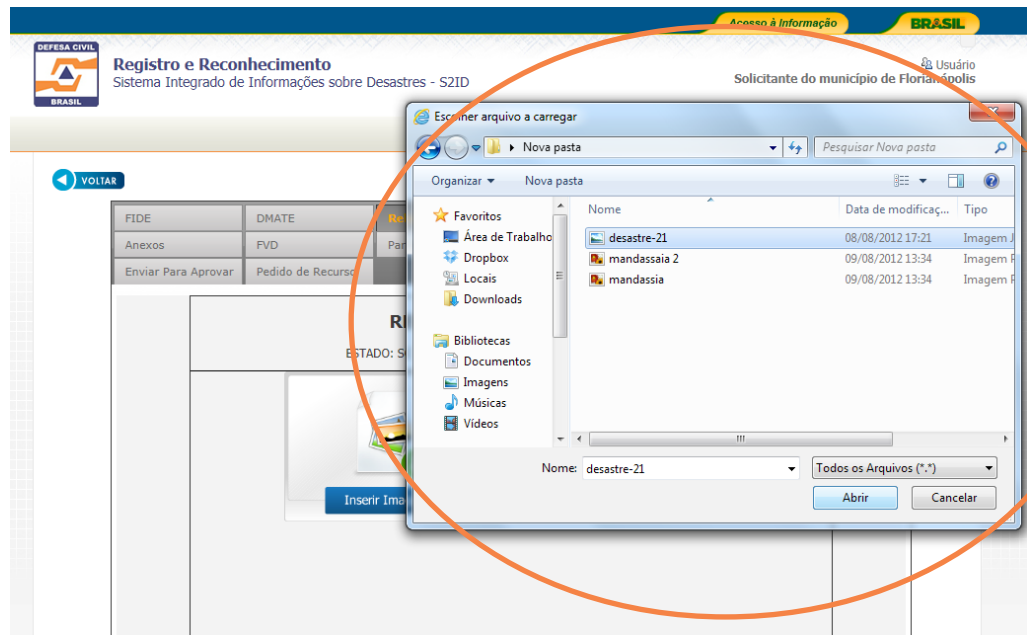 Acesso à Informação
BRASIL
DEFESA CIVIL
BRASIL
Registro e Reconhecimento
Sistema Integrado de Informações sobre Desastres - S2ID
Usuário
Solicitante do município de Florianópolis
VOLTAR
FIDE
DMATE
Anexos
FVD
Enviar Para Aprovar
Pedido de Recurso
ESTADO:
Inserir
Escolher arquivo a carregar
Nova pasta
Pesquisar Nova pasta
Organizar
Nova pasta
Favoritos
Área de Trabalho
Dropbox
Locais
Downloads
Bibliotecas
Documentos
Imagens
Músicas
Vídeos
Nome
Data de modificaç...
Tipo
desastre-21
08/08/2012 17:21
Imagem
mandassaia 2
09/08/2012 13:34
Imagem
mandassia
09/08/2012 13:34
Imagem
Nome:
desastre-21
Todos os Arquivos (*.*)
Abrir
Cancelar